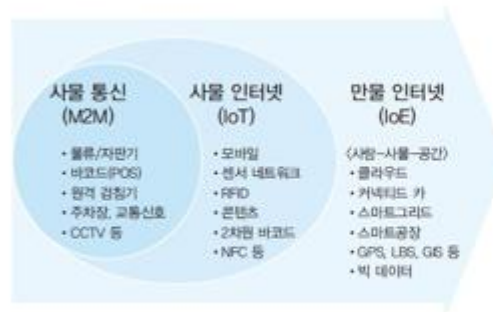 사물 통신
(M2M)
• 물류/자판기
• 바코드(POS)
• 원격 검침기
• 주차장, 교통신호
• CCTV 등
사물 인터넷
(IoT)
• 모바일
• 센서 네트워크
• RFID
• 콘텐츠
• 2차원 바코드
• NFC 등
만물 인터넷
(IoE)
〈사람-사물-공간〉
• 클라우드
• 커넥티드 카
• 스마트그리드
• 스마트공장
• GPS, LBS, GIS 등
• 빅 데이터